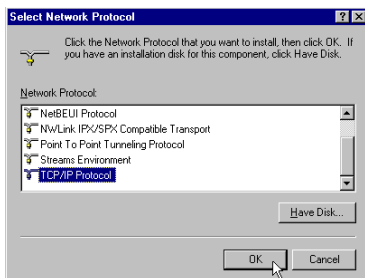 Select Network Protocol
Click the Network Protocol that you want to install, then click OK. If
you have an installation disk for this component, click Have Disk.
Network Protocol:
NetBEUI Protocol
NWLink IPX/SPX Compatible Transport
Point To Point Tunneling Protocol
Streams Environment
TCP/IP Protocol
Have Disk...
OK
Cancel